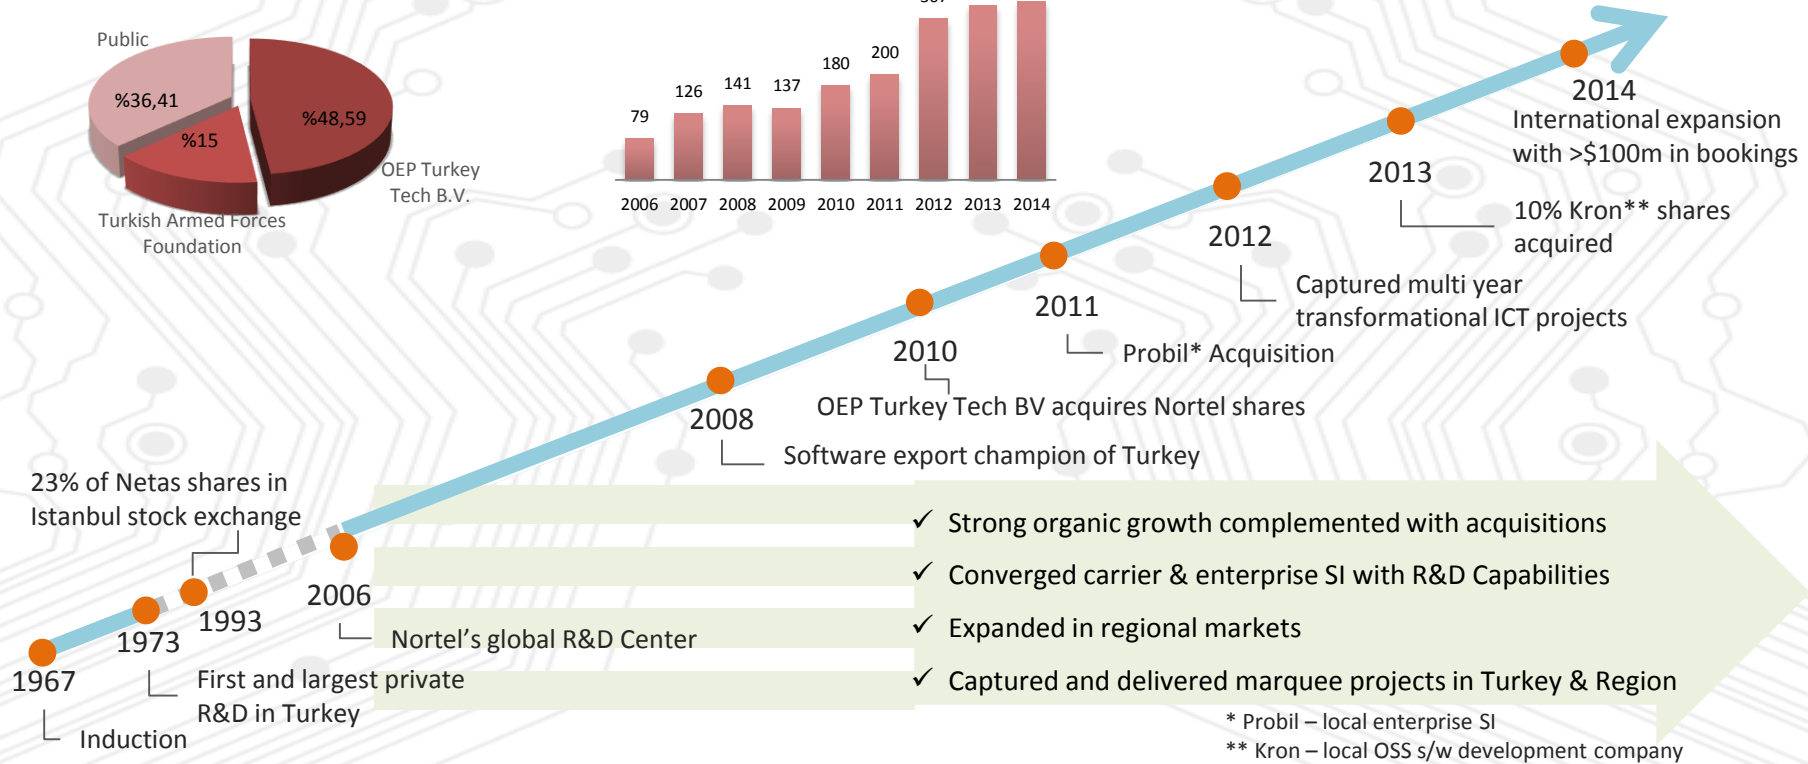 Public
%36,41
%48,59
%15
OEP Turkey
Tech B.V.
Turkish Armed Forces
Foundation
79
126
141
137
180
200
2006 2007 2008 2009 2010 2011 2012 2013 2014
2014
International expansion
with >$100m in bookings
2013
10% Kron** shares
acquired
2012
Captured multi year
transformational ICT projects
2011
Probil* Acquisition
2010
OEP Turkey Tech BV acquires Nortel shares
2008
Software export champion of Turkey
23% of Netas shares in
Istanbul stock exchange
2006
Nortel’s global R&D Center
1993
1973
First and largest private
R&D in Turkey
1967
Induction
✓ Strong organic growth complemented with acquisitions
✓ Converged carrier & enterprise SI with R&D Capabilities
✓ Expanded in regional markets
✓ Captured and delivered marquee projects in Turkey & Region
* Probil – local enterprise SI
** Kron – local OSS s/w development company